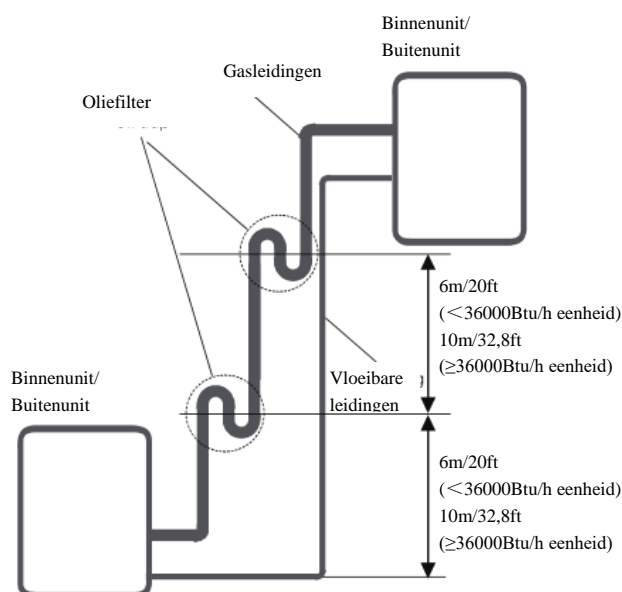 Binnenunit/
Buitenunit
Gasleidingen
Oliefilter
6m/20ft
(<36000Btu/h eenheid)
10m/32,8ft
(≥36000Btu/h eenheid)
Binnenunit/
Buitenunit
Vloeibare
leidingen
6m/20ft
(<36000Btu/h eenheid)
10m/32,8ft
(≥36000Btu/h eenheid)